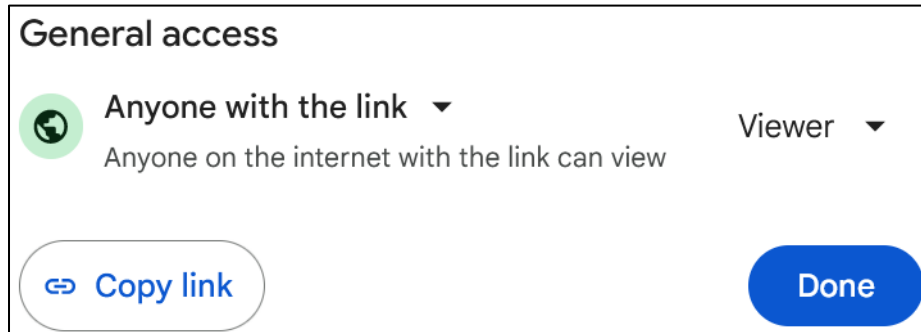 General access
Anyone with the link
Viewer
Anyone on the internet with the link can view
Copy link
Done